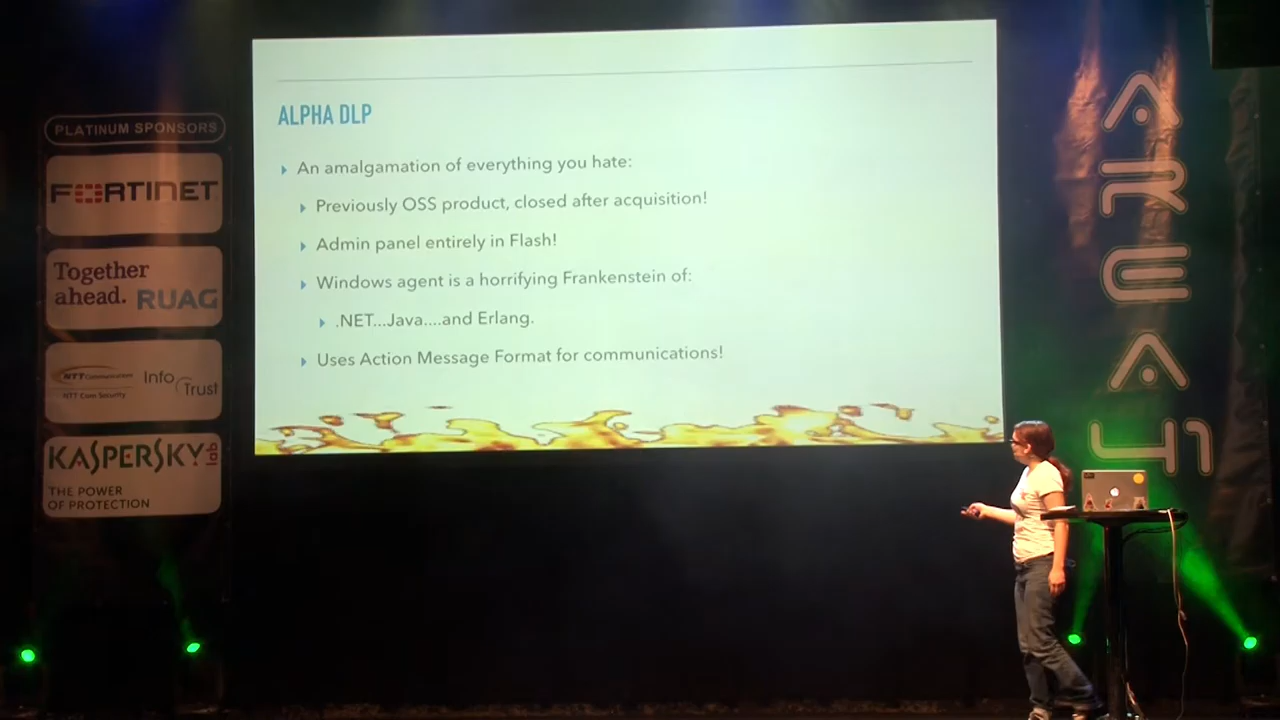 PLATINUM SPONSORS
FORTINET
Together
ahead. RUAG
NTT Communications
NTT Com Security
Info Trust
KASPERSKY lab
THE POWER
OF PROTECTION
ALPHA DLP
An amalgamation of everything you hate:
Previously OSS product, closed after acquisition!
Admin panel entirely in Flash!
Windows agent is a horrifying Frankenstein of:
.NET...Java....and Erlang.
Uses Action Message Format for communications!
AREA41